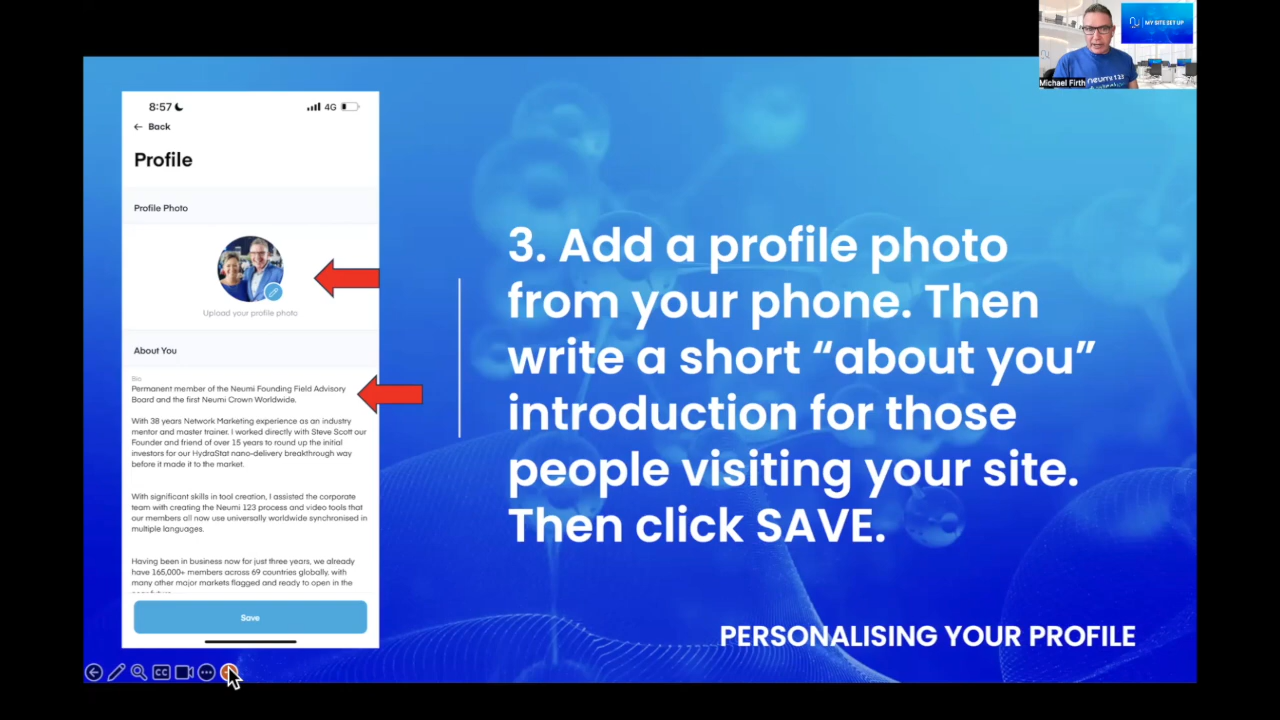 MY SITE SET UP
neumi 123
Michael Firth
8:57
4G
← Back
Profile
Profile Photo
Upload your profile photo
About You
Bio
Permanent member of the Neumi Founding Field Advisory
Board and the first Neumi Crown Worldwide.
With 38 years Network Marketing experience as an industry
mentor and master trainer. I worked directly with Steve Scott our
Founder and friend of over 15 years to round up the initial
investors for our HydraStat nano-delivery breakthrough way
before it made it to the market.
With significant skills in tool creation, I assisted the corporate
team with creating the Neumi 123 process and video tools that
our members all now use universally worldwide synchronised in
multiple languages.
Having been in business now for just three years, we already
have 165,000+ members across 69 countries globally, with
many other major markets flagged and ready to open in the
Save
3. Add a profile photo
from your phone. Then
write a short “about you”
introduction for those
people visiting your site.
Then click SAVE.
PERSONALISING YOUR PROFILE
CC